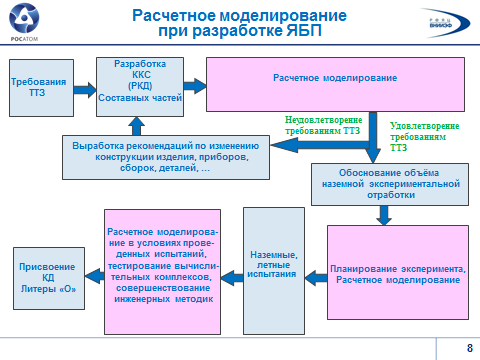 РОСАТОМ
Расчетное моделирование
при разработке ЯБП
РФЯЦ
ВНИИЭФ
Требования
ТТЗ
Разработка
ККС
(РКД)
Составных частей
Расчетное моделирование
Неудовлетворение
требованиям ТТЗ
Удовлетворение
требованиям
ТТЗ
Выработка рекомендаций по изменению
конструкции изделия, приборов,
сборок, деталей, ...
Обоснование объёма
наземной экспериментальной
отработки
Присвоение
КД
Литеры «О»
Расчетное моделирова-
ние в условиях прове-
денных испытаний,
тестирование вычисли-
тельных комплексов,
совершенствование
инженерных методик
Наземные,
летные
испытания
Планирование эксперимента,
Расчетное моделирование
8